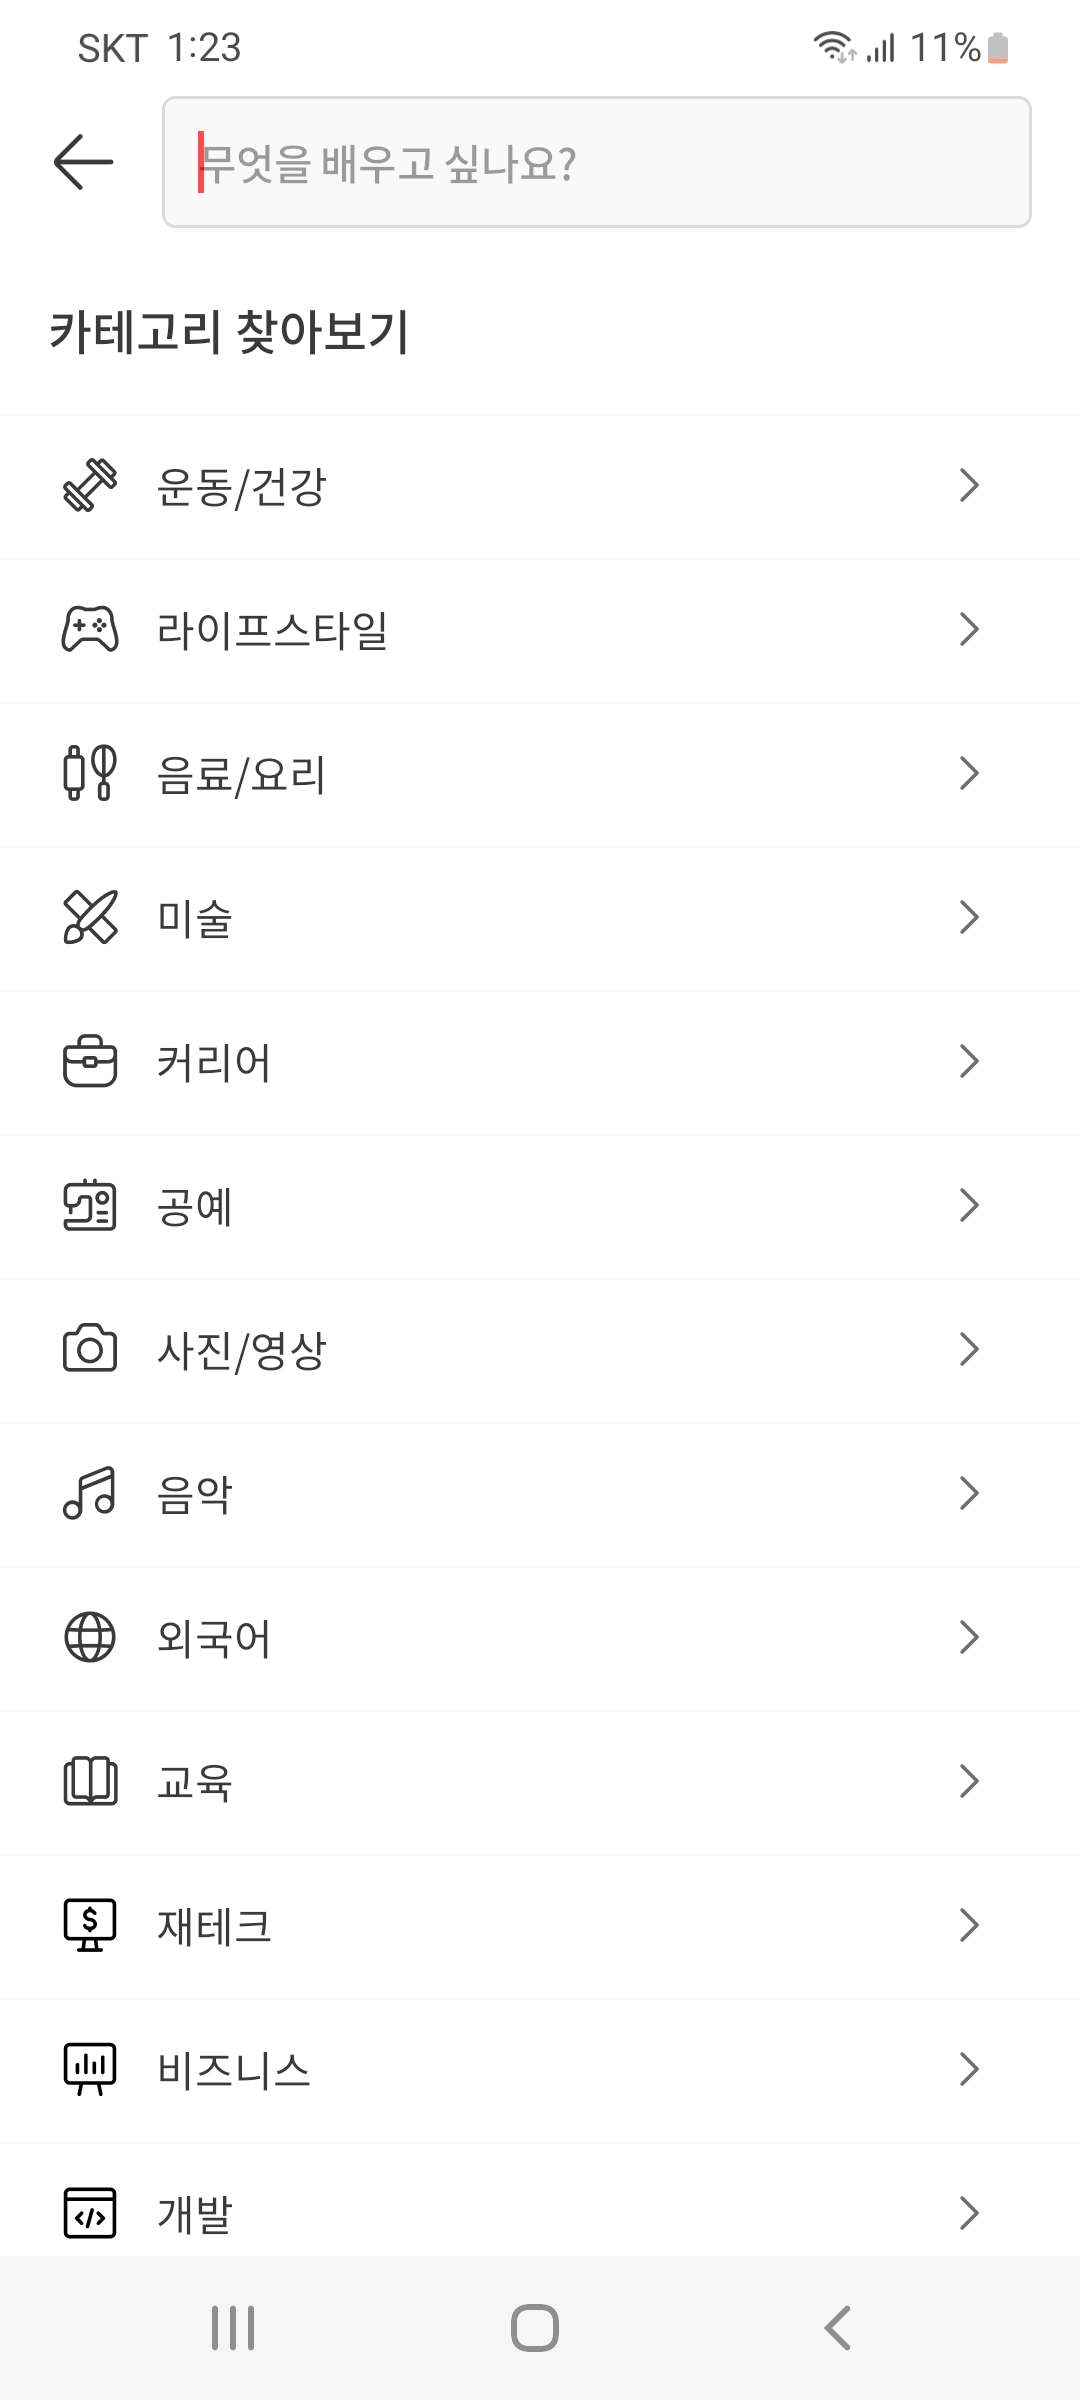 SKT 1:23 11%
무엇을 배우고 싶나요?
카테고리 찾아보기
운동/건강
라이프스타일
음료/요리
미술
커리어
공예
사진/영상
음악
외국어
교육
재테크
비즈니스
개발